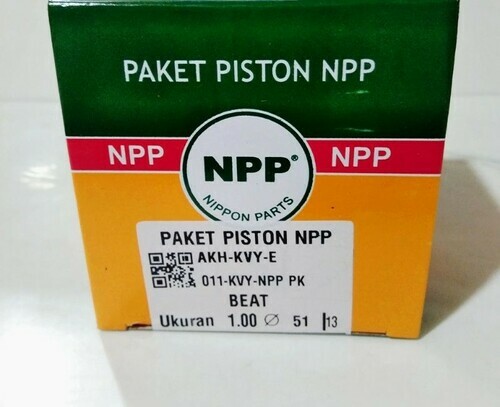 PAKET PISTON NPP
NPP
NPP®
NPP
NIPPON PARTS
PAKET PISTON NPP
AKH-KVY-E
011-KVY-NPP PK
BEAT
Ukuran 1.00 ∅ 51 |13